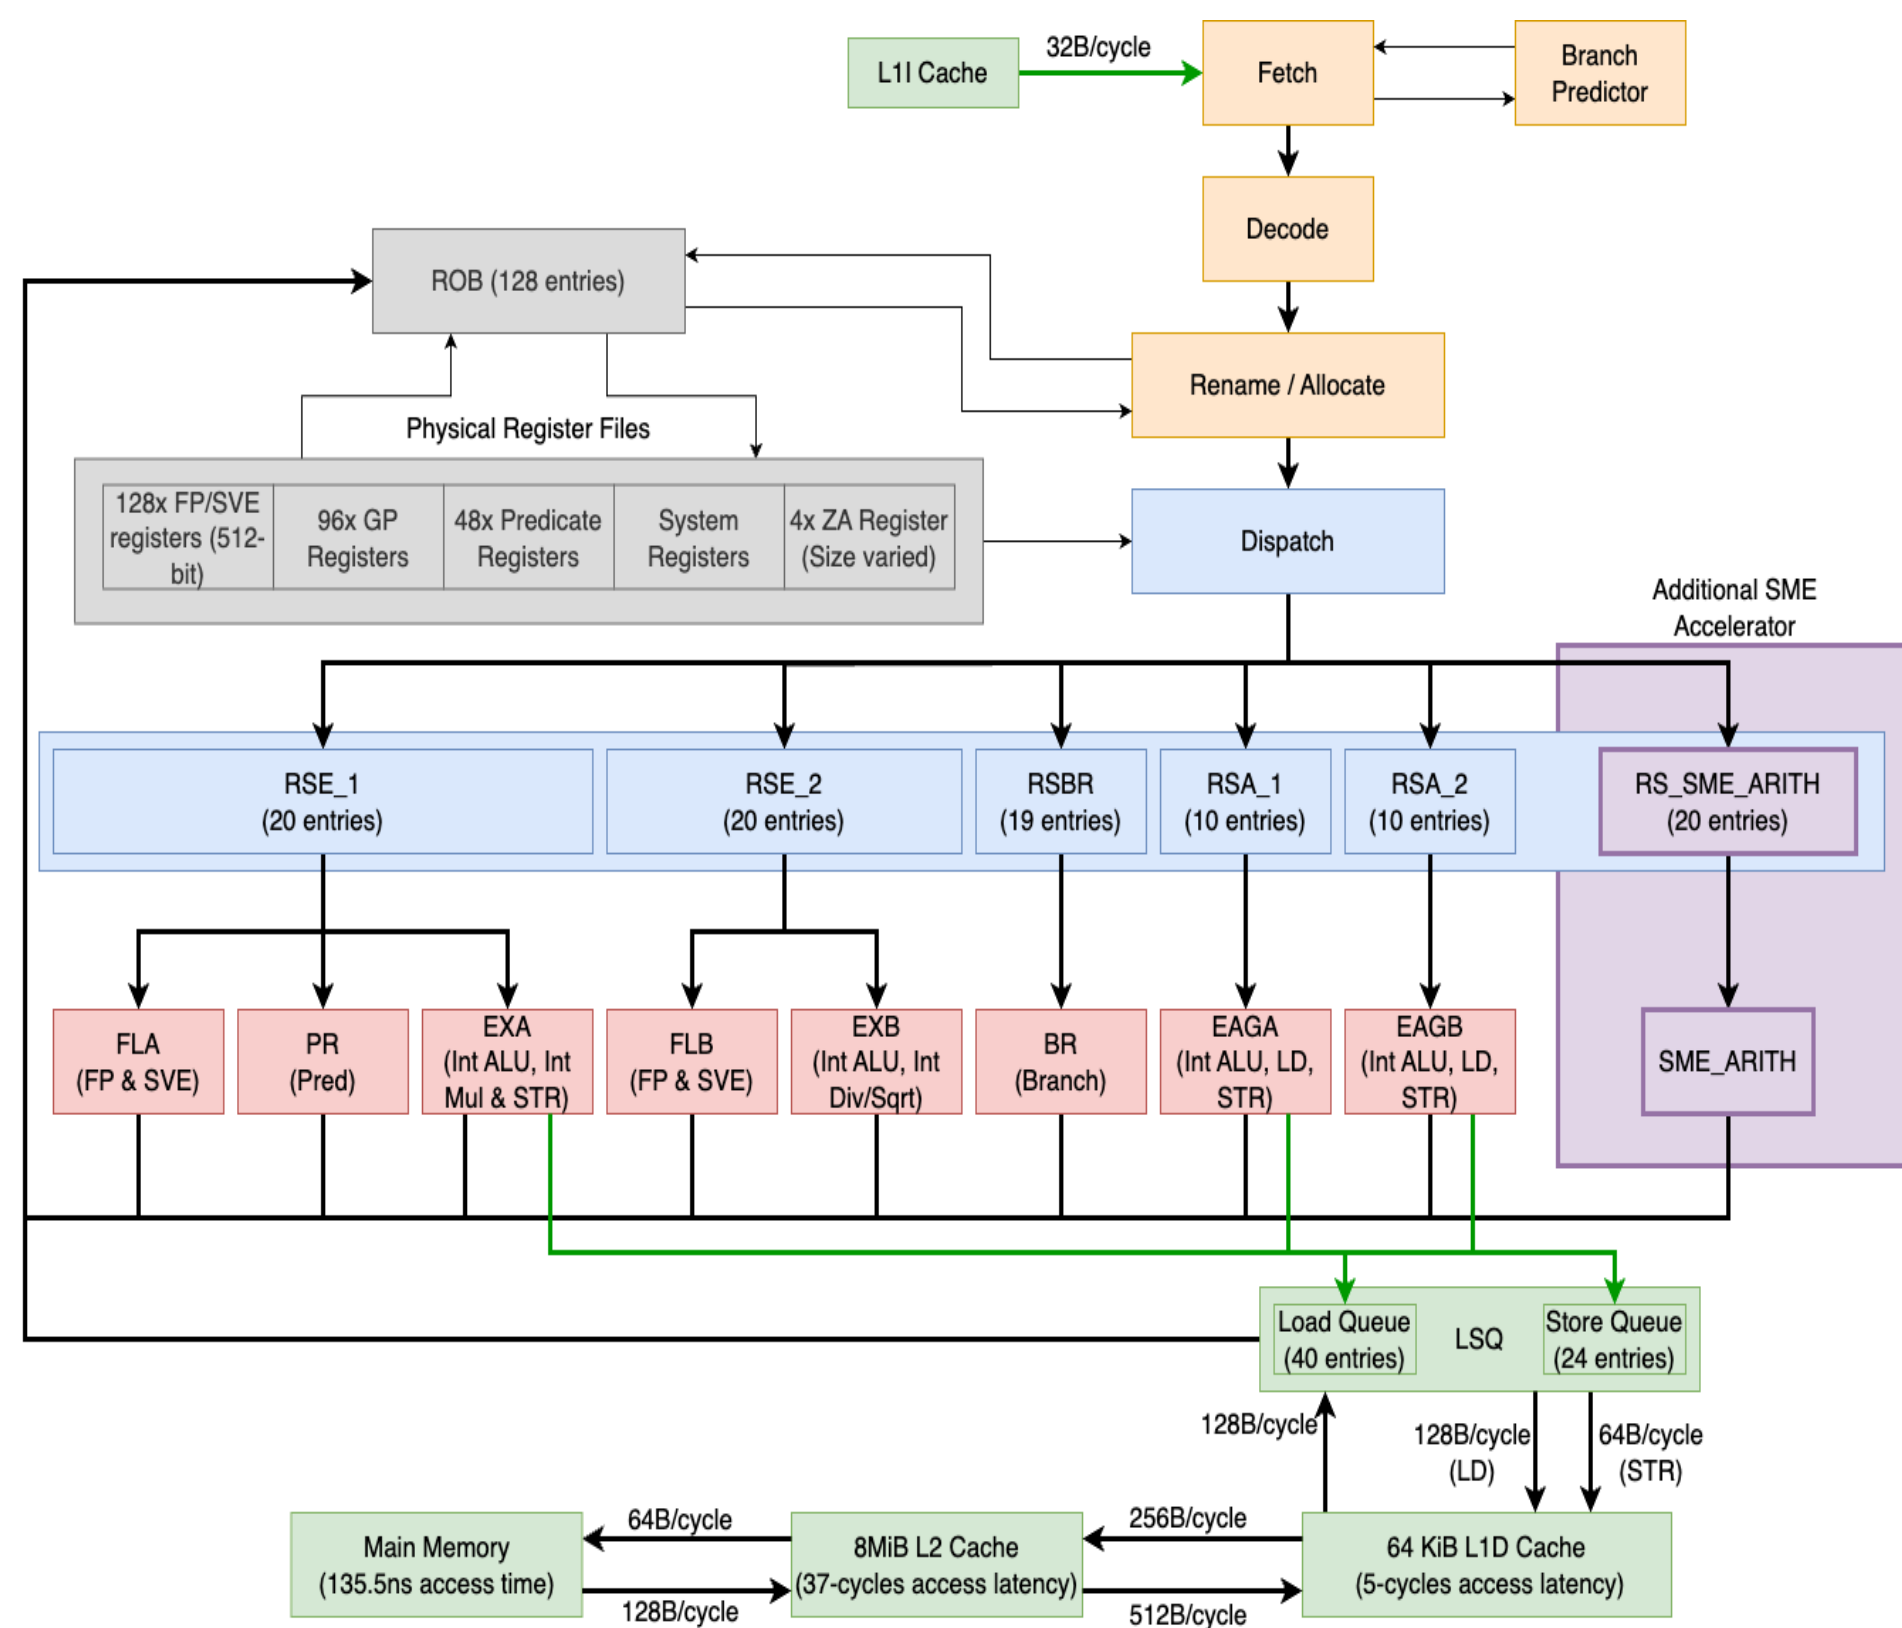 L1I Cache
32B/cycle
Fetch
Branch
Predictor
Decode
ROB (128 entries)
Rename / Allocate
Physical Register Files
128x FP/SVE
registers (512-
bit)
96x GP
Registers
48x Predicate
Registers
System
Registers
4x ZA Register
(Size varied)
Dispatch
Additional SME
Accelerator
RSE_1
(20 entries)
RSE_2
(20 entries)
RSBR
(19 entries)
RSA_1
(10 entries)
RSA_2
(10 entries)
RS_SME_ARITH
(20 entries)
FLA
(FP & SVE)
PR
(Pred)
EXA
(Int ALU, Int
Mul & STR)
FLB
(FP & SVE)
EXB
(Int ALU, Int
Div/Sqrt)
BR
(Branch)
EAGA
(Int ALU, LD,
STR)
EAGB
(Int ALU, LD,
STR)
SME_ARITH
Load Queue
(40 entries)
LSQ
Store Queue
(24 entries)
128B/cycle
128B/cycle
(LD)
64B/cycle
(STR)
Main Memory
(135.5ns access time)
64B/cycle
128B/cycle
8MiB L2 Cache
(37-cycles access latency)
256B/cycle
512B/cycle
64 KiB L1D Cache
(5-cycles access latency)